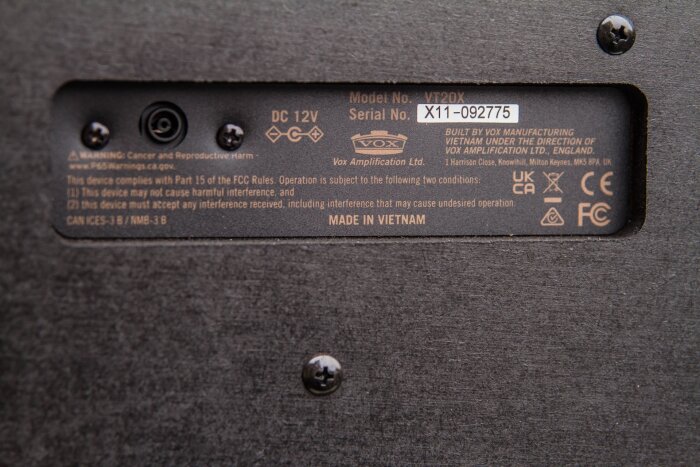 Model No. VT20X
DC 12V
Serial No. X11-092775
VOX
Vox Amplification Ltd.
BUILT BY VOX MANUFACTURING
VIETNAM UNDER THE DIRECTION OF
VOX AMPLIFICATION LTD., ENGLAND.
1 Harrison Close, Knowlhill, Milton Keynes, MK5 8PA, UK
WARNING: Cancer and Reproductive Harm -
www.P65Warnings.ca.gov.
This device complies with Part 15 of the FCC Rules. Operation is subject to the following two conditions:
(1) This device may not cause harmful interference, and
(2) this device must accept any interference received, including interference that may cause undesired operation.
CAN ICES-3 B / NMB-3 B
MADE IN VIETNAM
UK
CA
CE
FC